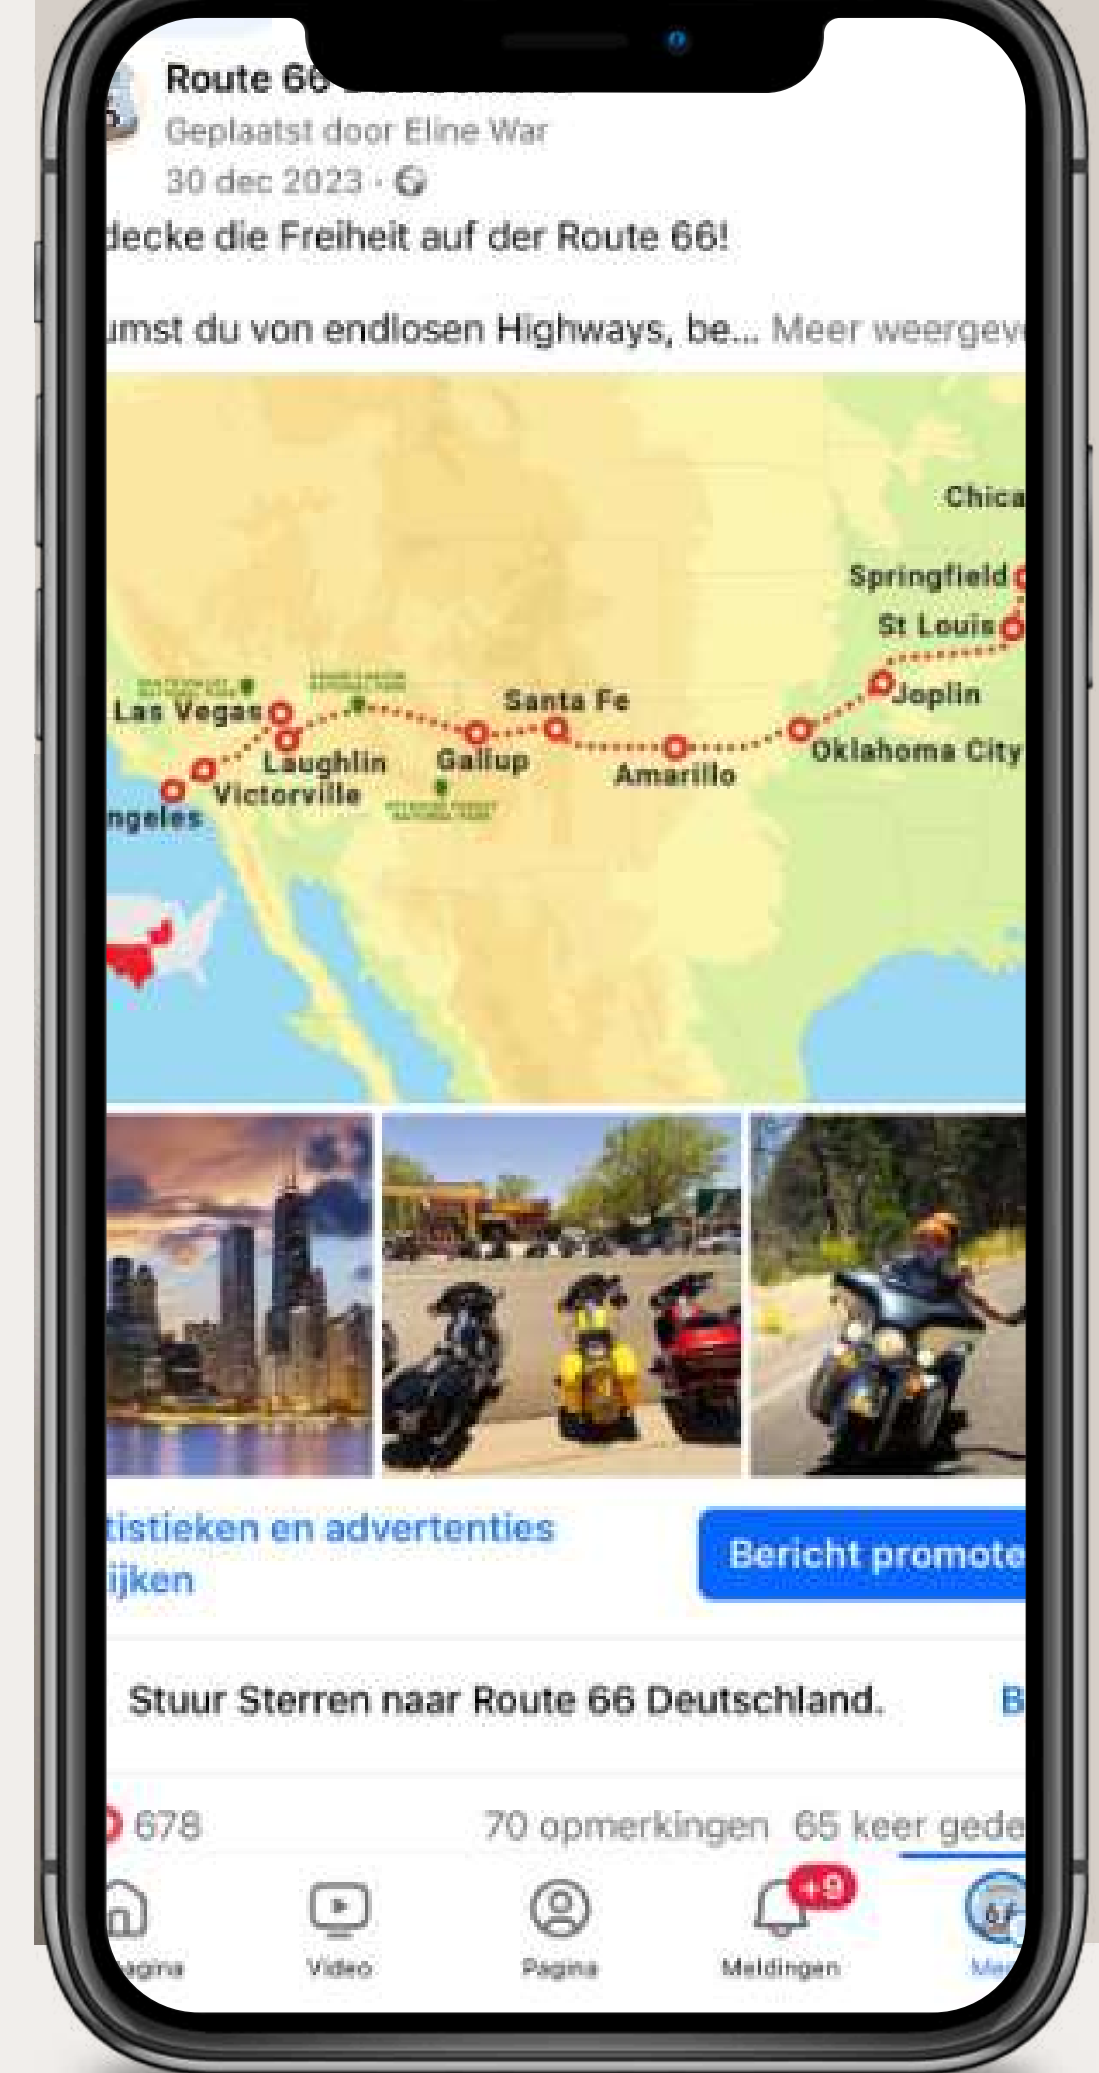 Route 66
Geplaatst door Eline War
30 dec 2023 ·
decke die Freiheit auf der Route 66!
umst du von endlosen Highways, be... Meer weergev
Chica
Springfield
St Louis
Joplin
Oklahoma City
Santa Fe
Las Vegas
Laughlin
Gallup
Amarillo
Victorville
ngeles
tistieken en advertenties
ijken
Bericht promote
Stuur Sterren naar Route 66 Deutschland.
B
678
70 opmerkingen 65 keer gede
+9
agina
Video
Pagina
Meldingen
Men